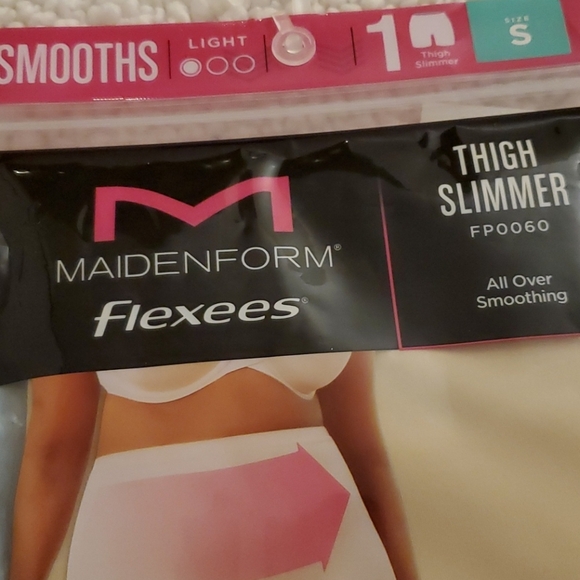 SMOOTHS
LIGHT
1
Thigh
Slimmer
SIZE
S
MAIDENFORM®
flexees®
THIGH
SLIMMER
FP0060
All Over
Smoothing